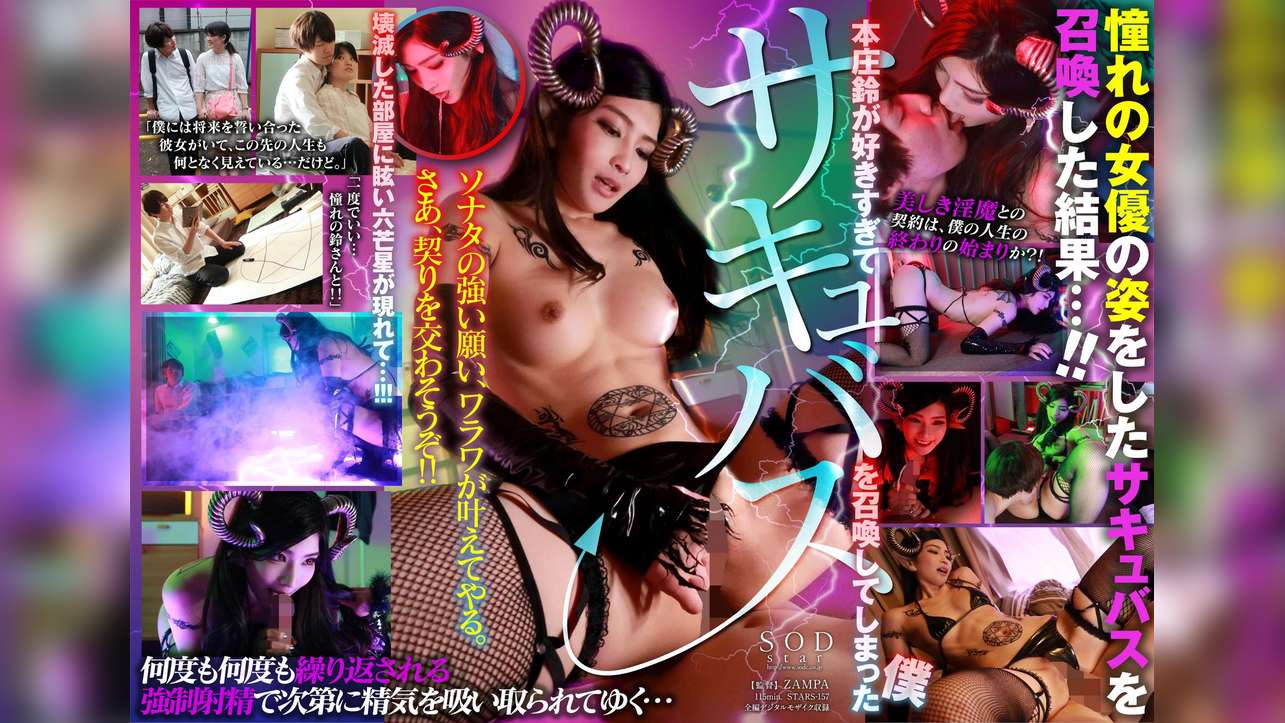 憧れの女優の姿をしたサキュバスを
召喚した結果…!!
美しき淫魔との
契約は、僕の人生の
終わりの始まりか?!
本庄鈴が好きすぎて
サキュバス
を召喚してしまった
僕
ソナタの強い願い、ワラワが叶えてやる。
さあ、契りを交わそうぞ!!
壊滅した部屋に眩い六芒星が現れて…!!!
「僕には将来を誓い合った
彼女がいて、この先の人生も
何となく見えている…だけど。」
「一度でいい…
憧れの鈴さんと!!」
何度も何度も繰り返される
強制射精で次第に精気を吸い取られてゆく…
SOD
star
http://www.sodc.co.jp
【監督】ZAMPA
115min. STARS-157
全編デジタルモザイク収録